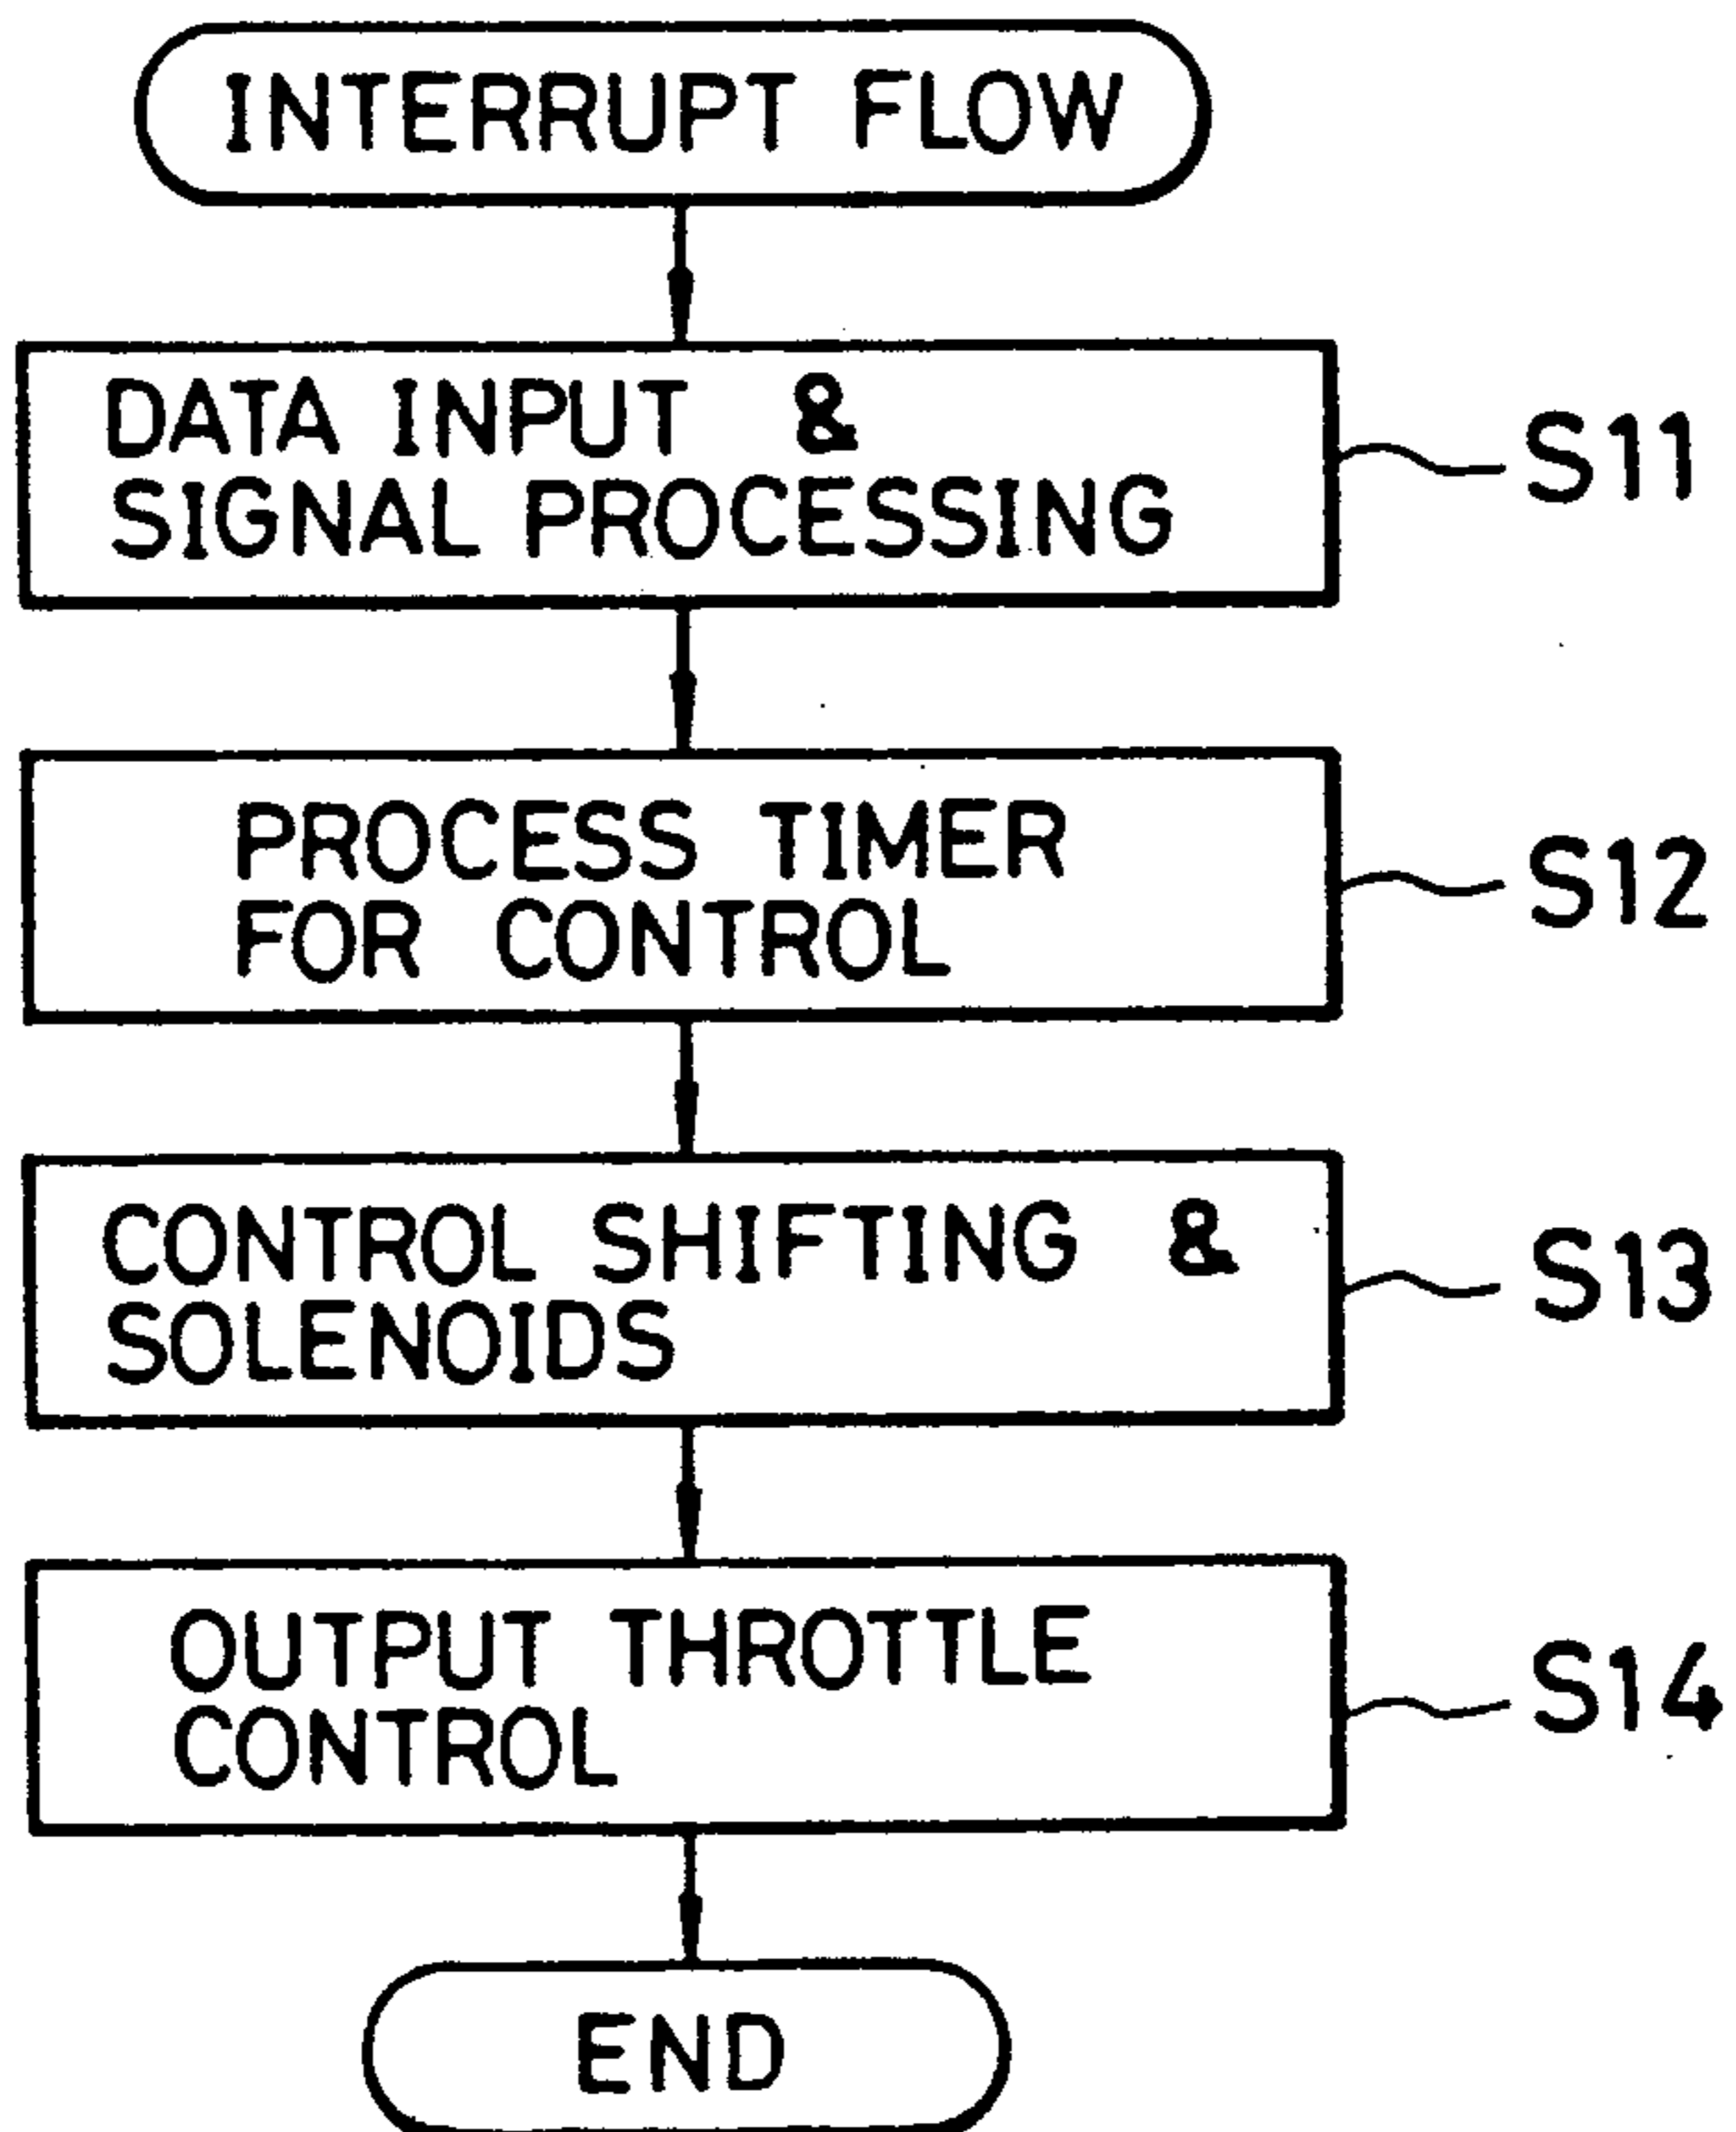 INTERRUPT FLOW
DATA INPUT &
SIGNAL PROCESSING
S11
PROCESS TIMER
FOR CONTROL
S12
CONTROL SHIFTING &
SOLENOIDS
S13
OUTPUT THROTTLE
CONTROL
S14
END